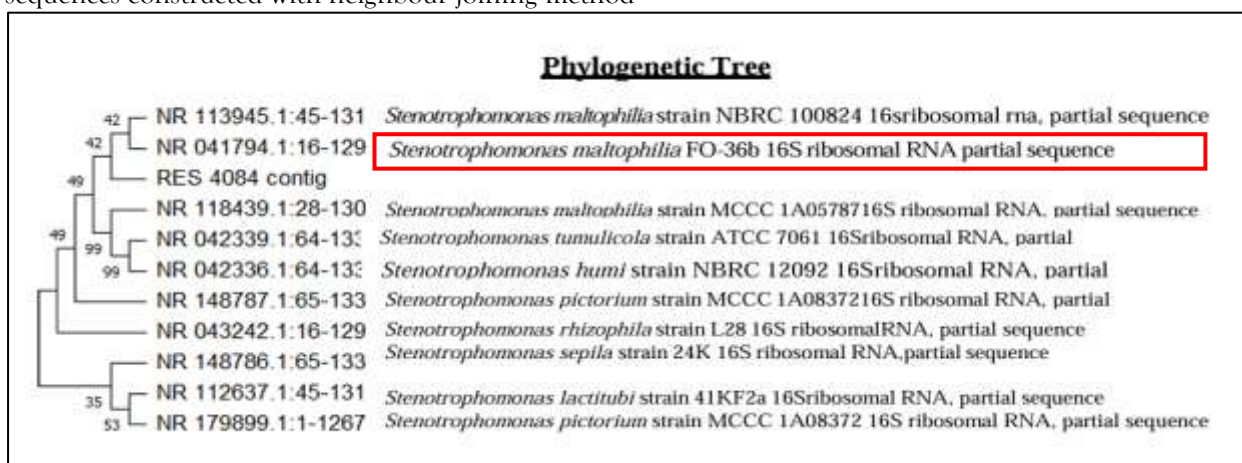 sequences constructed with neighbour joining method
Phylogenetic Tree
42 NR 113945.1:45-131 Stenotrophomonas maltophilia strain NBRC 100824 16sribosomal rna, partial sequence
42 NR 041794.1:16-129 Stenotrophomonas maltophilia FO-36b 16S ribosomal RNA partial sequence
49 RES 4084 contig
NR 118439.1:28-130 Stenotrophomonas maltophilia strain MCCC 1A0578716S ribosomal RNA, partial sequence
49 99 NR 042339.1:64-133 Stenotrophomonas tumulicola strain ATCC 7061 16Sribosomal RNA, partial
99 NR 042336.1:64-133 Stenotrophomonas humi strain NBRC 12092 16Sribosomal RNA, partial
NR 148787.1:65-133 Stenotrophomonas pictorium strain MCCC 1A0837216S ribosomal RNA, partial
NR 043242.1:16-129 Stenotrophomonas rhizophila strain L28 16S ribosomalRNA, partial sequence
NR 148786.1:65-133 Stenotrophomonas sepila strain 24K 16S ribosomal RNA,partial sequence
35 NR 112637.1:45-131 Stenotrophomonas lactitubi strain 41KF2a 16Sribosomal RNA, partial sequence
53 NR 179899.1:1-1267 Stenotrophomonas pictorium strain MCCC 1A08372 16S ribosomal RNA, partial sequence